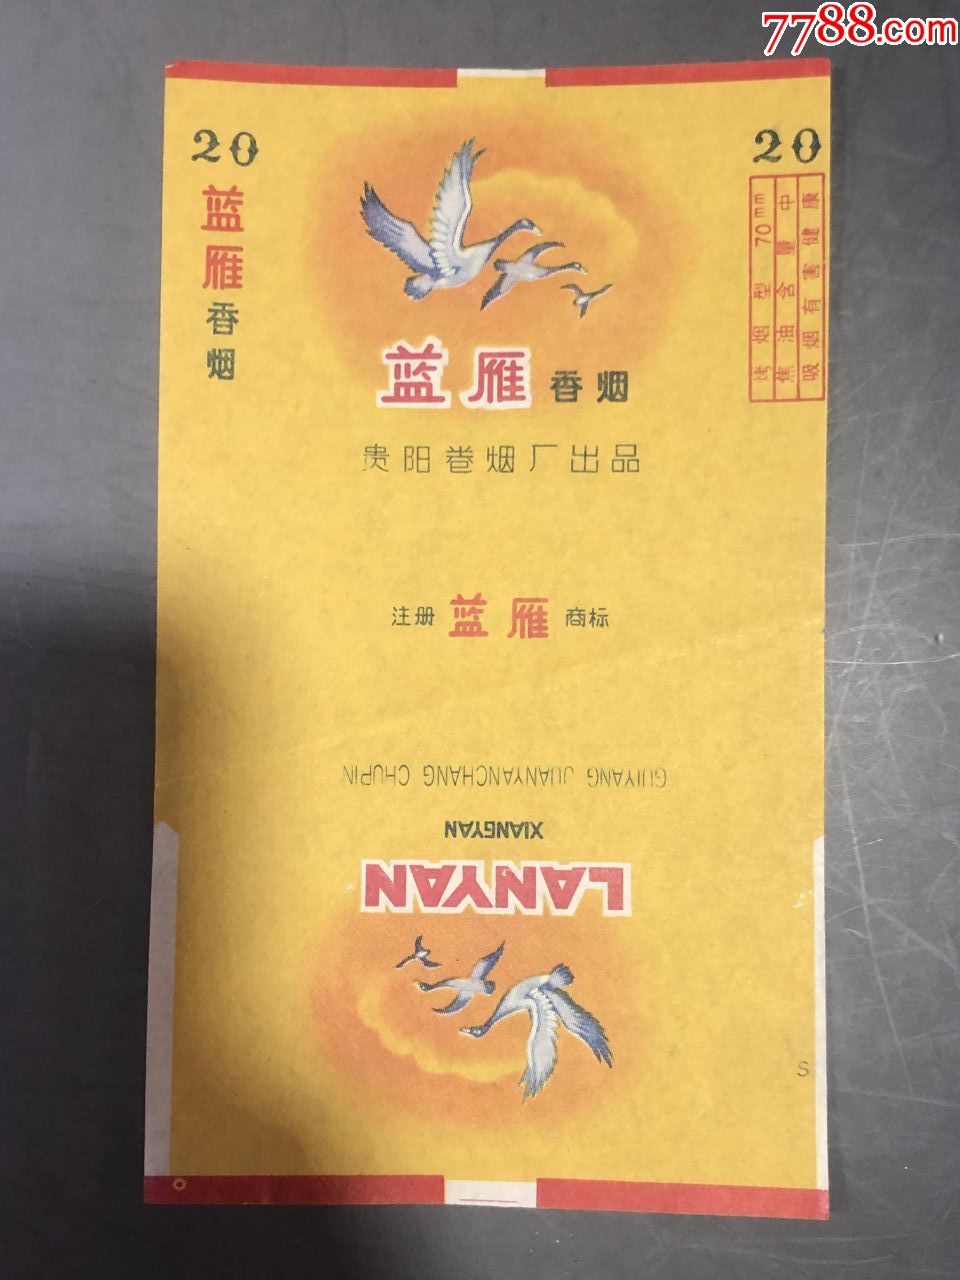 7788.com
20
20
蓝雁
香烟
烤烟型 70mm
焦油含量 中
吸烟有害健康
蓝雁 香烟
贵阳卷烟厂出品
注册 蓝雁 商标
GUIYANG JUANYANCHANG CHUPIN
XIANGYAN
LANYAN
S